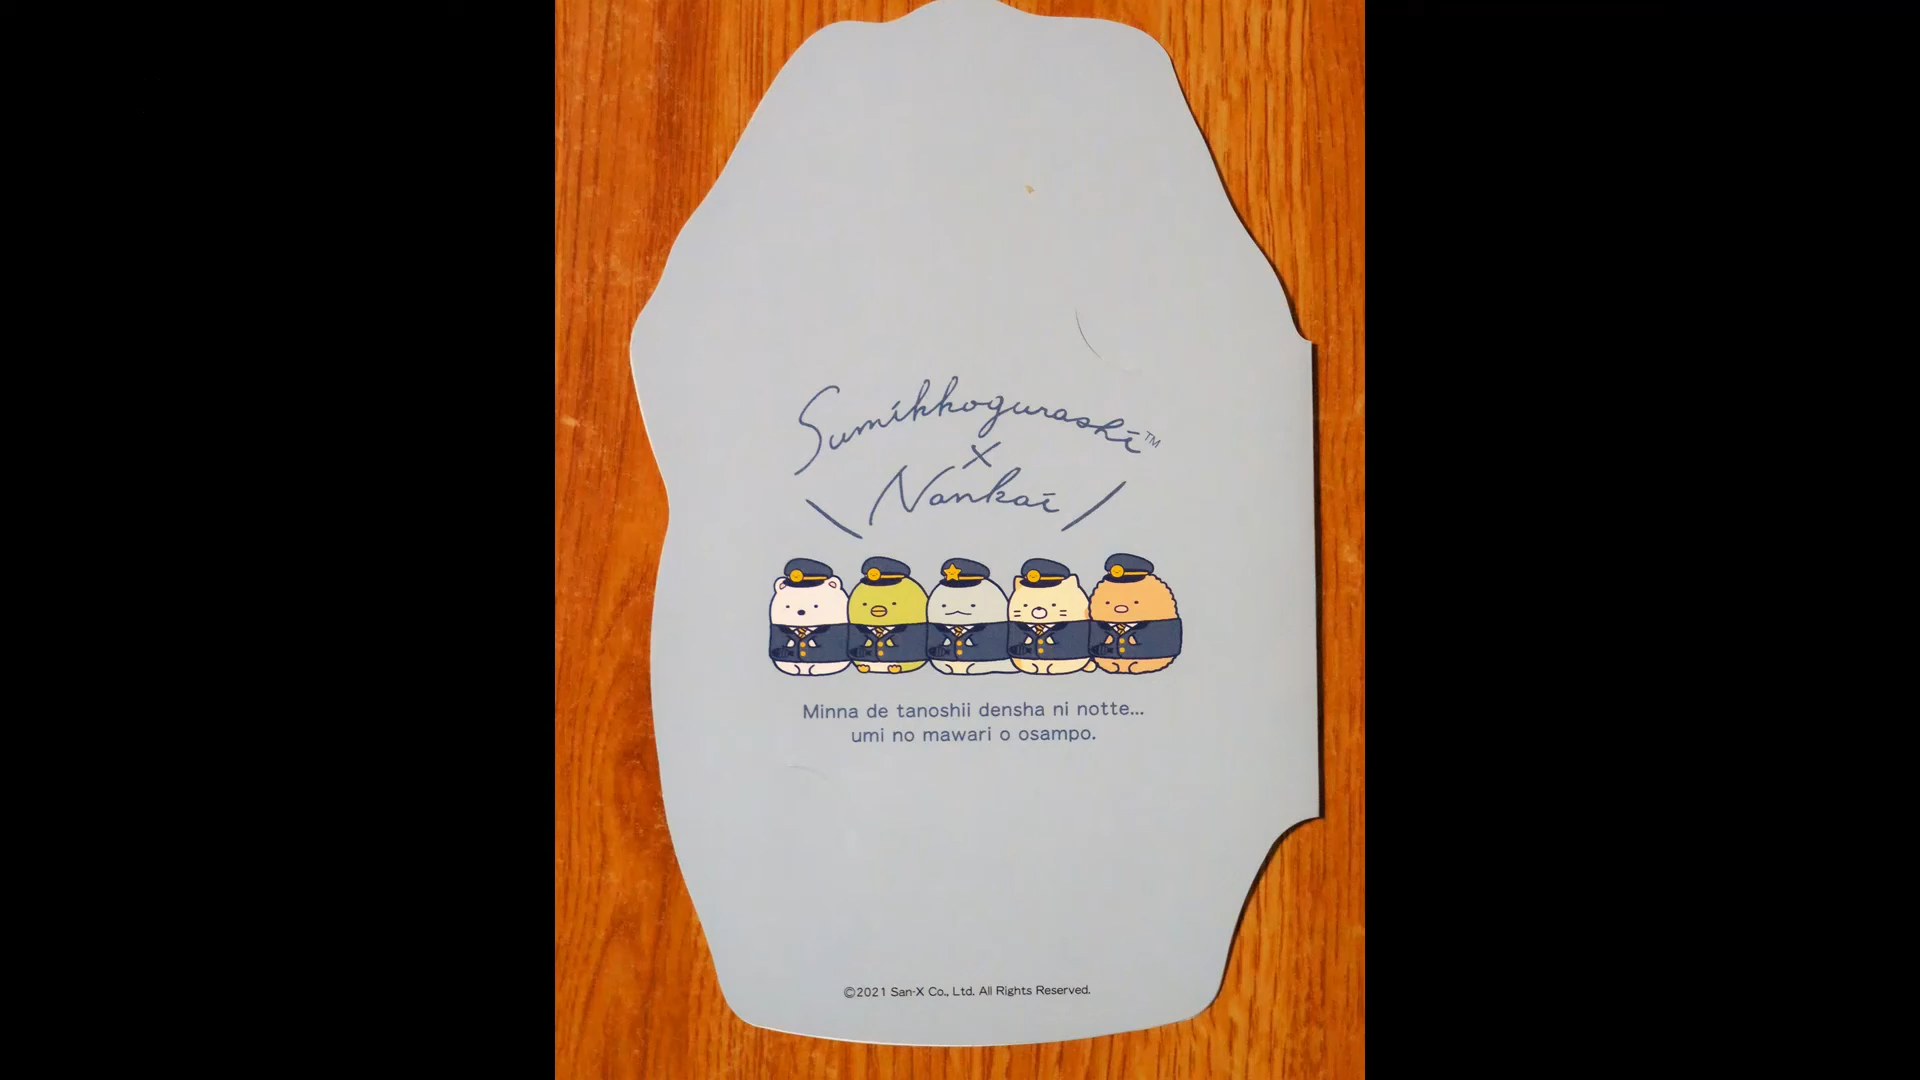 Sumikkogurashi™
×
Nankai
Minna de tanoshii densha ni notte...
umi no mawari o osampo.
©2021 San-X Co., Ltd. All Rights Reserved.